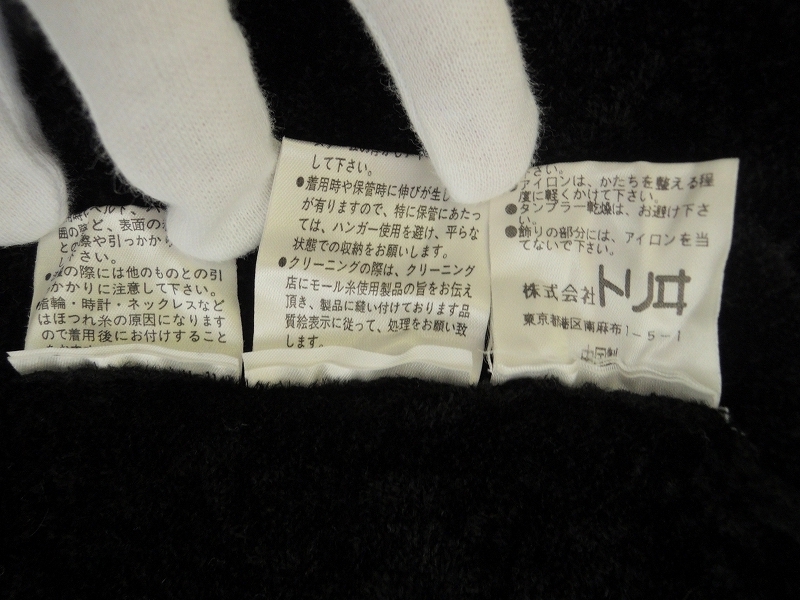 囲の
など、表面の
との
際や引っかかり
さい。
の際には他のものとの引
かかりに注意して下さい。
指輪・時計・ネックレスなど
はほつれ糸の原因になります
ので着用後にお付けすること
して下さい。
●着用時や保管時に伸びが生じ
が有りますので、特に保管にあたっ
ては、ハンガー使用を避け、平らな
状態での収納をお願いします。
●クリーニングの際は、クリーニング
店にモール糸使用製品の旨をお伝え
頂き、製品に縫い付けております品
質絵表示に従って、処理をお願い致
します。
さい。
●アイロンは、かたちを整える程
度に軽くかけて下さい。
●タンブラー乾燥は、お避け下さ
い。
●飾りの部分には、アイロンを当
てないで下さい。
株式会社トリヰ
東京都港区南麻布1-5-1
中国製